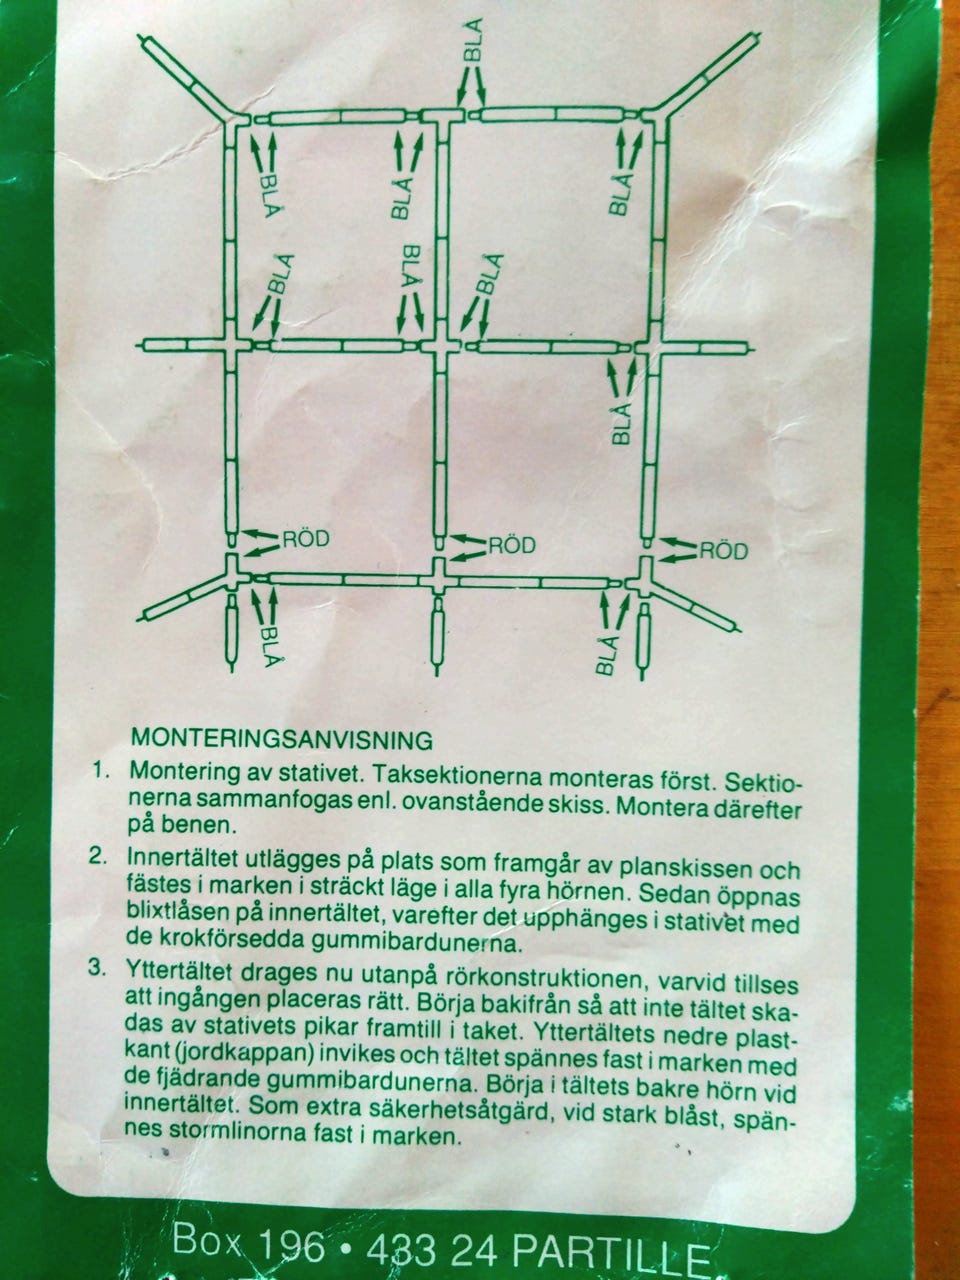 BLÅ
BLÅ
BLÅ
BLÅ
BLÅ
BLÅ
BLÅ
BLÅ
RÖD
RÖD
RÖD
BLÅ
BLÅ
MONTERINGSANVISNING
1. Montering av stativet. Taksektionerna monteras först. Sektio-
nerna sammanfogas enl. ovanstående skiss. Montera därefter
på benen.
2. Innertältet utlägges på plats som framgår av planskissen och
fästes i marken i sträckt läge i alla fyra hörnen. Sedan öppnas
blixtlåsen på innertältet, varefter det upphänges i stativet med
de krokförsedda gummibardunerna.
3. Yttertältet drages nu utanpå rörkonstruktionen, varvid tillses
att ingången placeras rätt. Börja bakifrån så att inte tältet ska-
das av stativets pikar framtill i taket. Yttertältets nedre plast-
kant (jordkappan) invikes och tältet spännes fast i marken med
de fjädrande gummibardunerna. Börja i tältets bakre hörn vid
innertältet. Som extra säkerhetsåtgärd, vid stark blåst, spän-
nes stormlinorna fast i marken.
Box 196 • 433 24 PARTILLE